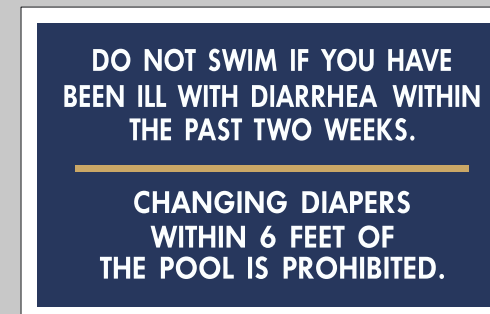 DO NOT SWIM IF YOU HAVE
BEEN ILL WITH DIARRHEA WITHIN
THE PAST TWO WEEKS.
CHANGING DIAPERS
WITHIN 6 FEET OF
THE POOL IS PROHIBITED.